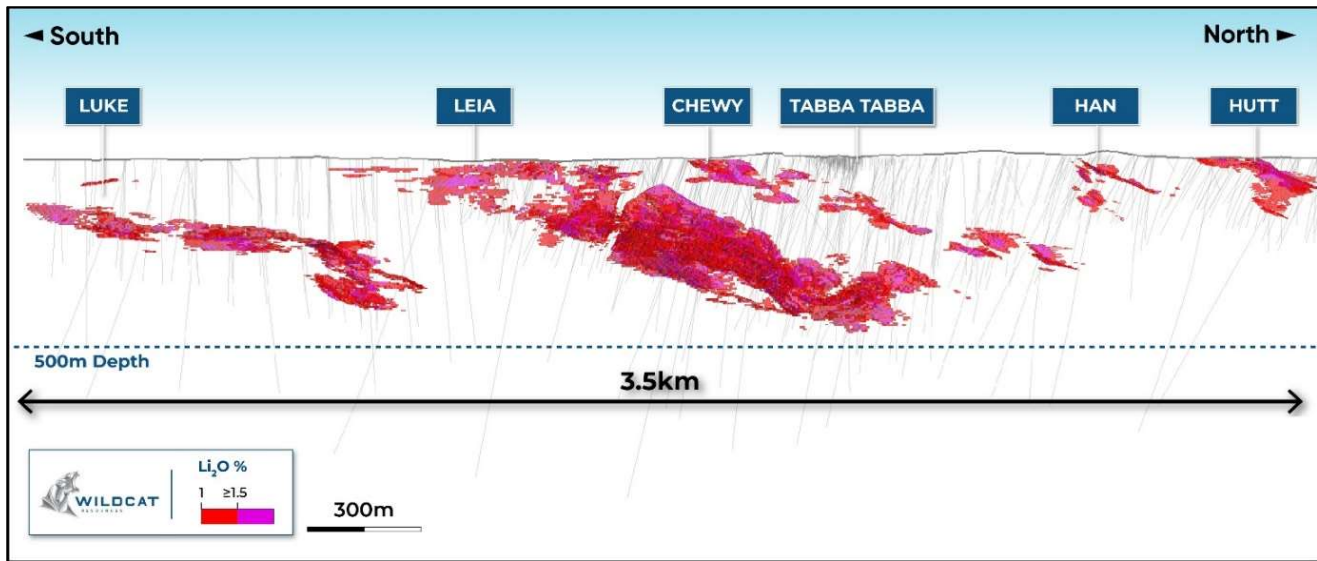 ◄ South
North ►
LUKE
LEIA
CHEWY
TABBA TABBA
HAN
HUTT
500m Depth
3.5km
WILDCAT
RESOURCES
Li₂O %
1 ≥1.5
300m